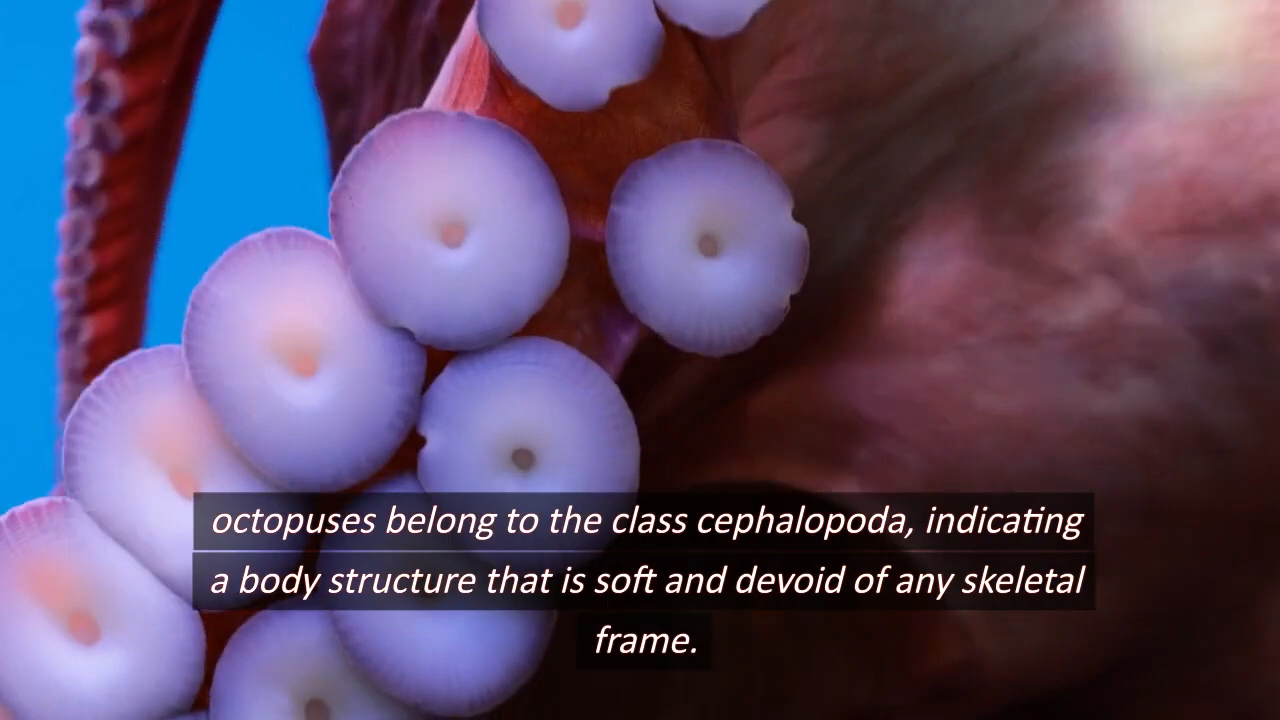 octopuses belong to the class cephalopoda, indicating
a body structure that is soft and devoid of any skeletal
frame.